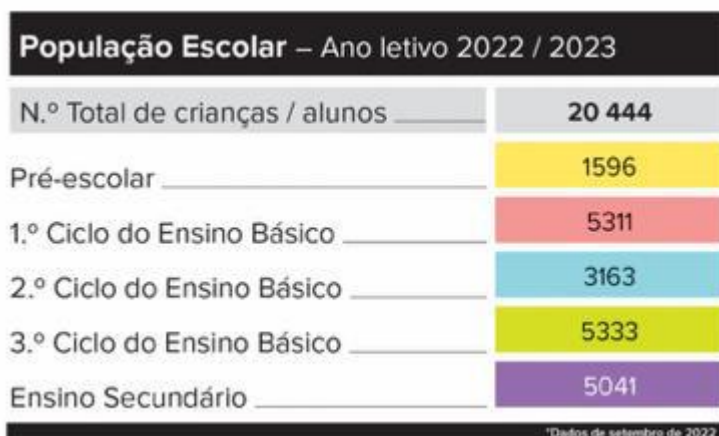 População Escolar – Ano letivo 2022 / 2023
N.º Total de crianças / alunos 20 444
Pré-escolar 1596
1.º Ciclo do Ensino Básico 5311
2.º Ciclo do Ensino Básico 3163
3.º Ciclo do Ensino Básico 5333
Ensino Secundário 5041
*Dados de setembro de 2022